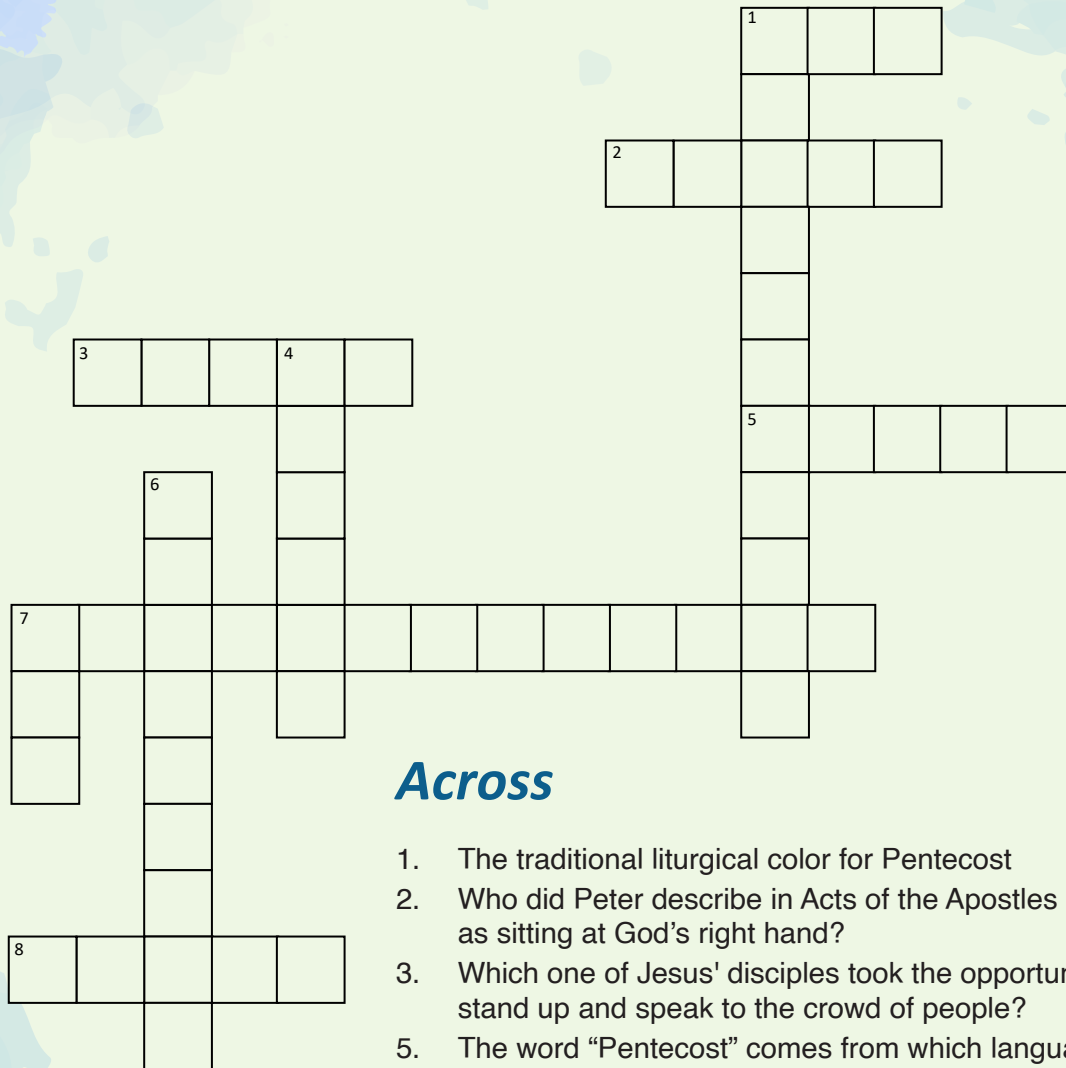 1
2
3
4
5
6
7
8
Across
1. The traditional liturgical color for Pentecost
2. Who did Peter describe in Acts of the Apostles
as sitting at God's right hand?
3. Which one of Jesus' disciples took the opportun
stand up and speak to the crowd of people?
5. The word “Pentecost” comes from which langua